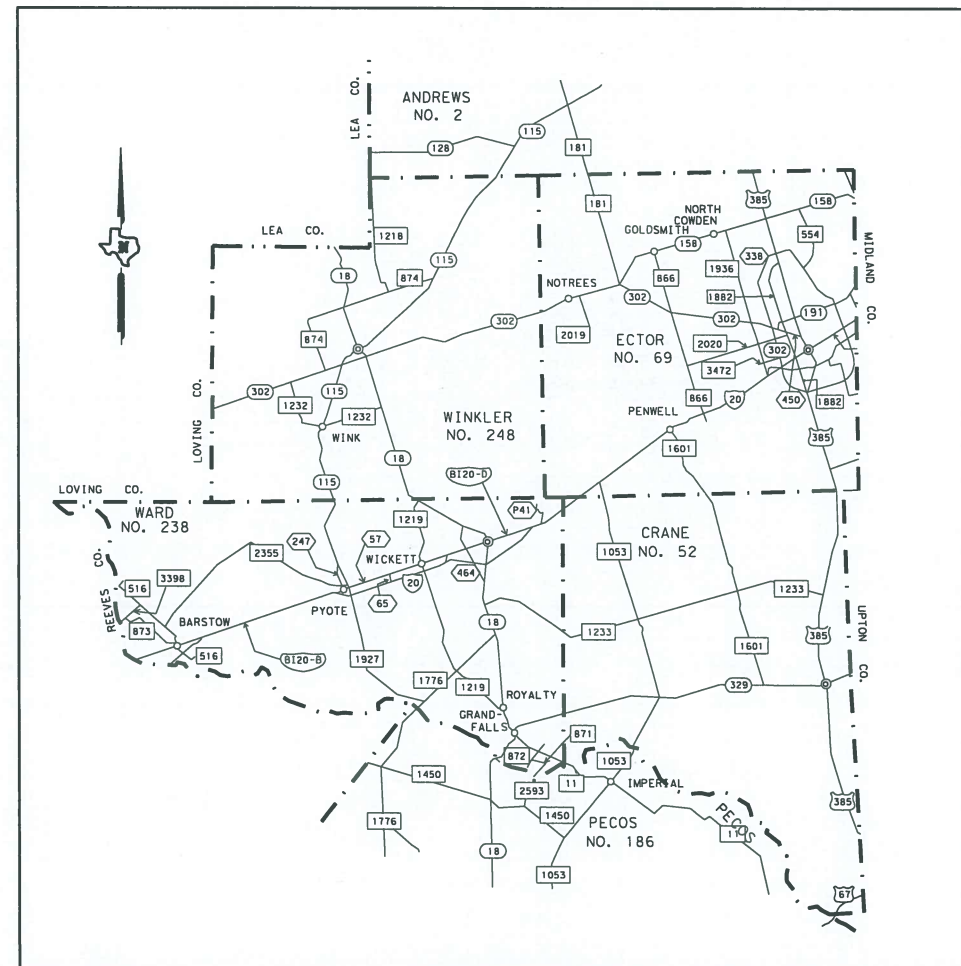 LEA CO.
ANDREWS
NO. 2
115
128
181
385
158
NORTH
COWDEN
181
GOLDSMITH
158
554
MIDLAND CO.
1218
LEA CO.
18
115
338
874
866
1936
NOTREES
302
1882
191
302
302
874
2019
ECTOR
NO. 69
2020
302
3472
302
115
1232
1232
LOVING CO.
WINK
WINKLER
NO. 248
866
20
450
1882
PENWELL
385
1601
18
115
BI20-D
P41
LOVING CO.
WARD
NO. 238
1219
CRANE
NO. 52
247
57
2355
WICKETT
1053
REEVES CO.
516
3398
464
20
65
1233
BARSTOW
PYOTE
873
18
1233
UPTON CO.
385
516
BI20-B
1927
1601
1776
1219
329
ROYALTY
GRAND-
FALLS
871
872
1053
1450
11
IMPERIAL
2593
385
1776
1450
PECOS
NO. 186
PECOS
11
18
1053
67